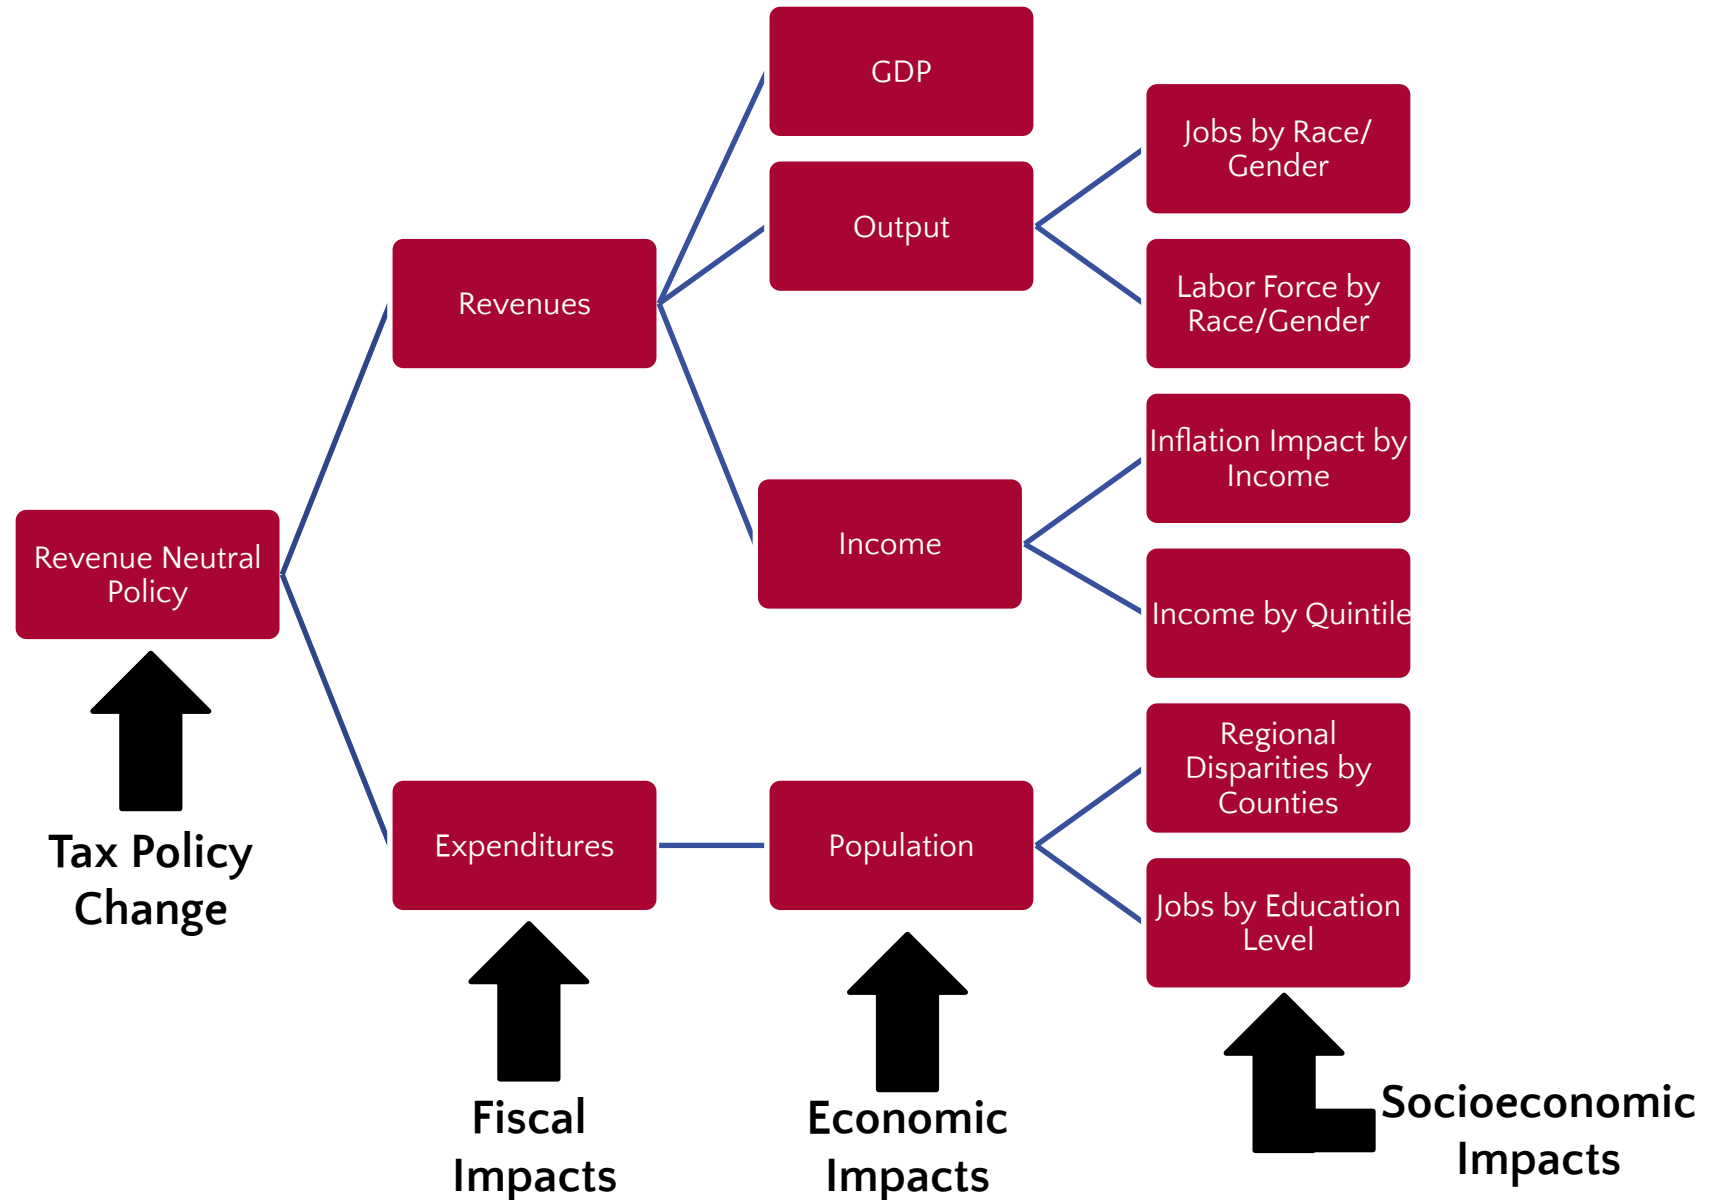 GDP
Jobs by Race/
Gender
Output
Labor Force by
Race/Gender
Revenues
Inflation Impact by
Income
Income
Income by Quintile
Revenue Neutral
Policy
Regional
Disparities by
Counties
Expenditures
Population
Jobs by Education
Level
Tax Policy
Change
Fiscal
Impacts
Economic
Impacts
Socioeconomic
Impacts